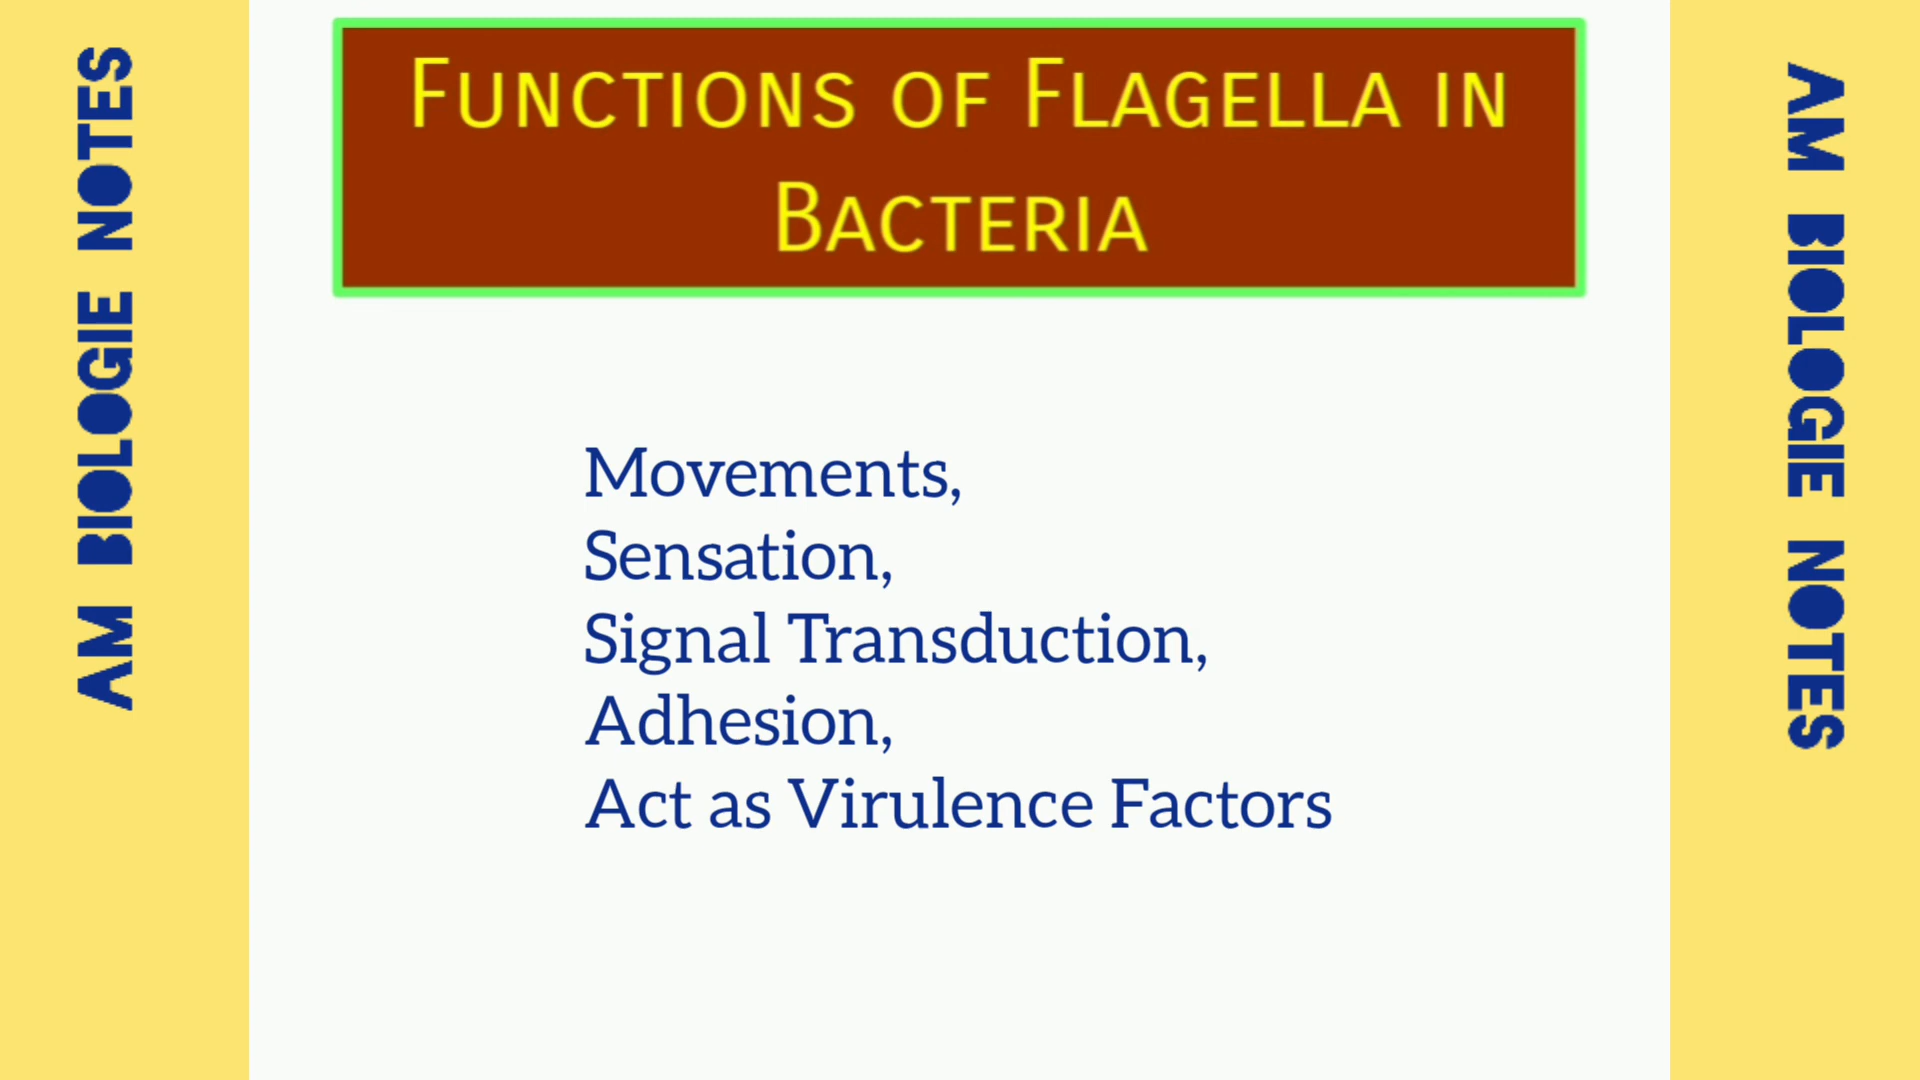 AM BIOLOGIE NOTES
Functions of Flagella in
Bacteria
Movements,
Sensation,
Signal Transduction,
Adhesion,
Act as Virulence Factors
AM BIOLOGIE NOTES